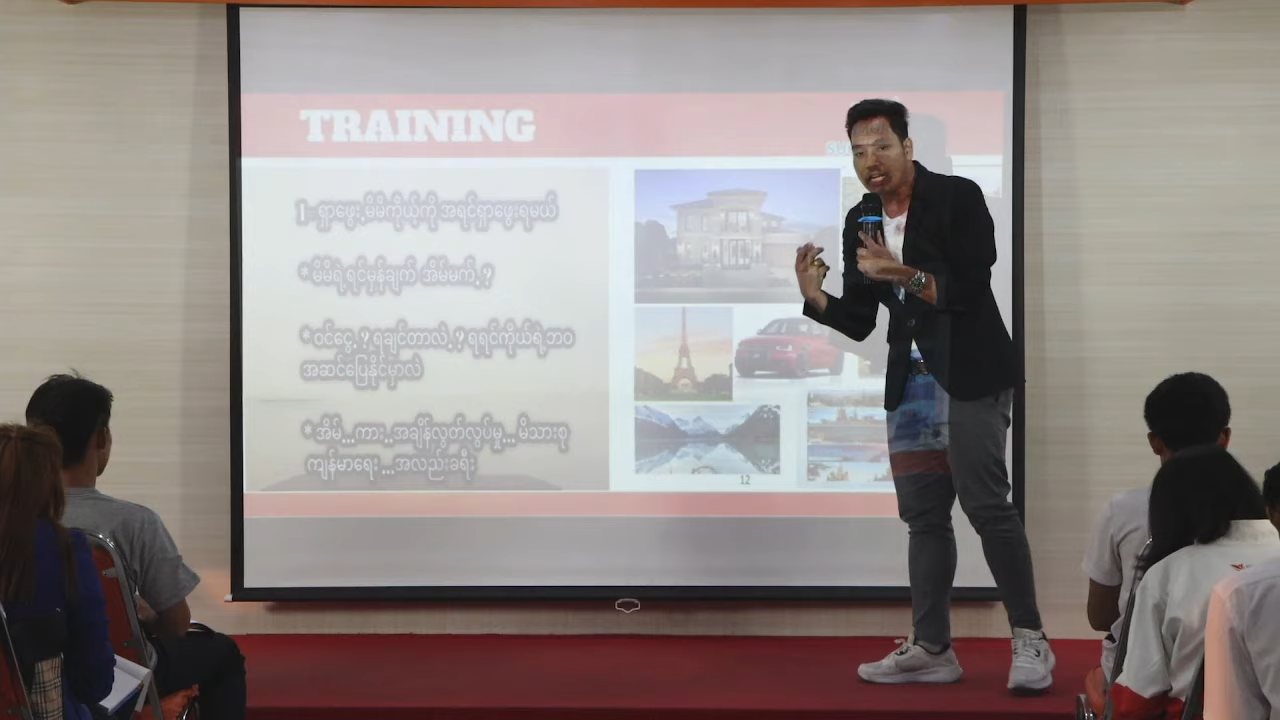 TRAINING
1- ရှာဖွေ့ မိမိကိုယ့်ကို အရင်ရှာဖွေးရမယ်
*မိမိရဲ့ရင်မှန်ချက် အိမ်မက့် ?
*ဝင်ငွေ့ ? ရချင်တာလဲ့ ? ရရင်ကိုယ်ရဲ့ဘဝ
အဆင်ပြေနိုင်မှာလဲ
*အိမ်...ကား..အချိန်လွတ်လပ်မှု... မိသားစု
ကျန်မာရေး ...အလည်းခရီး
12